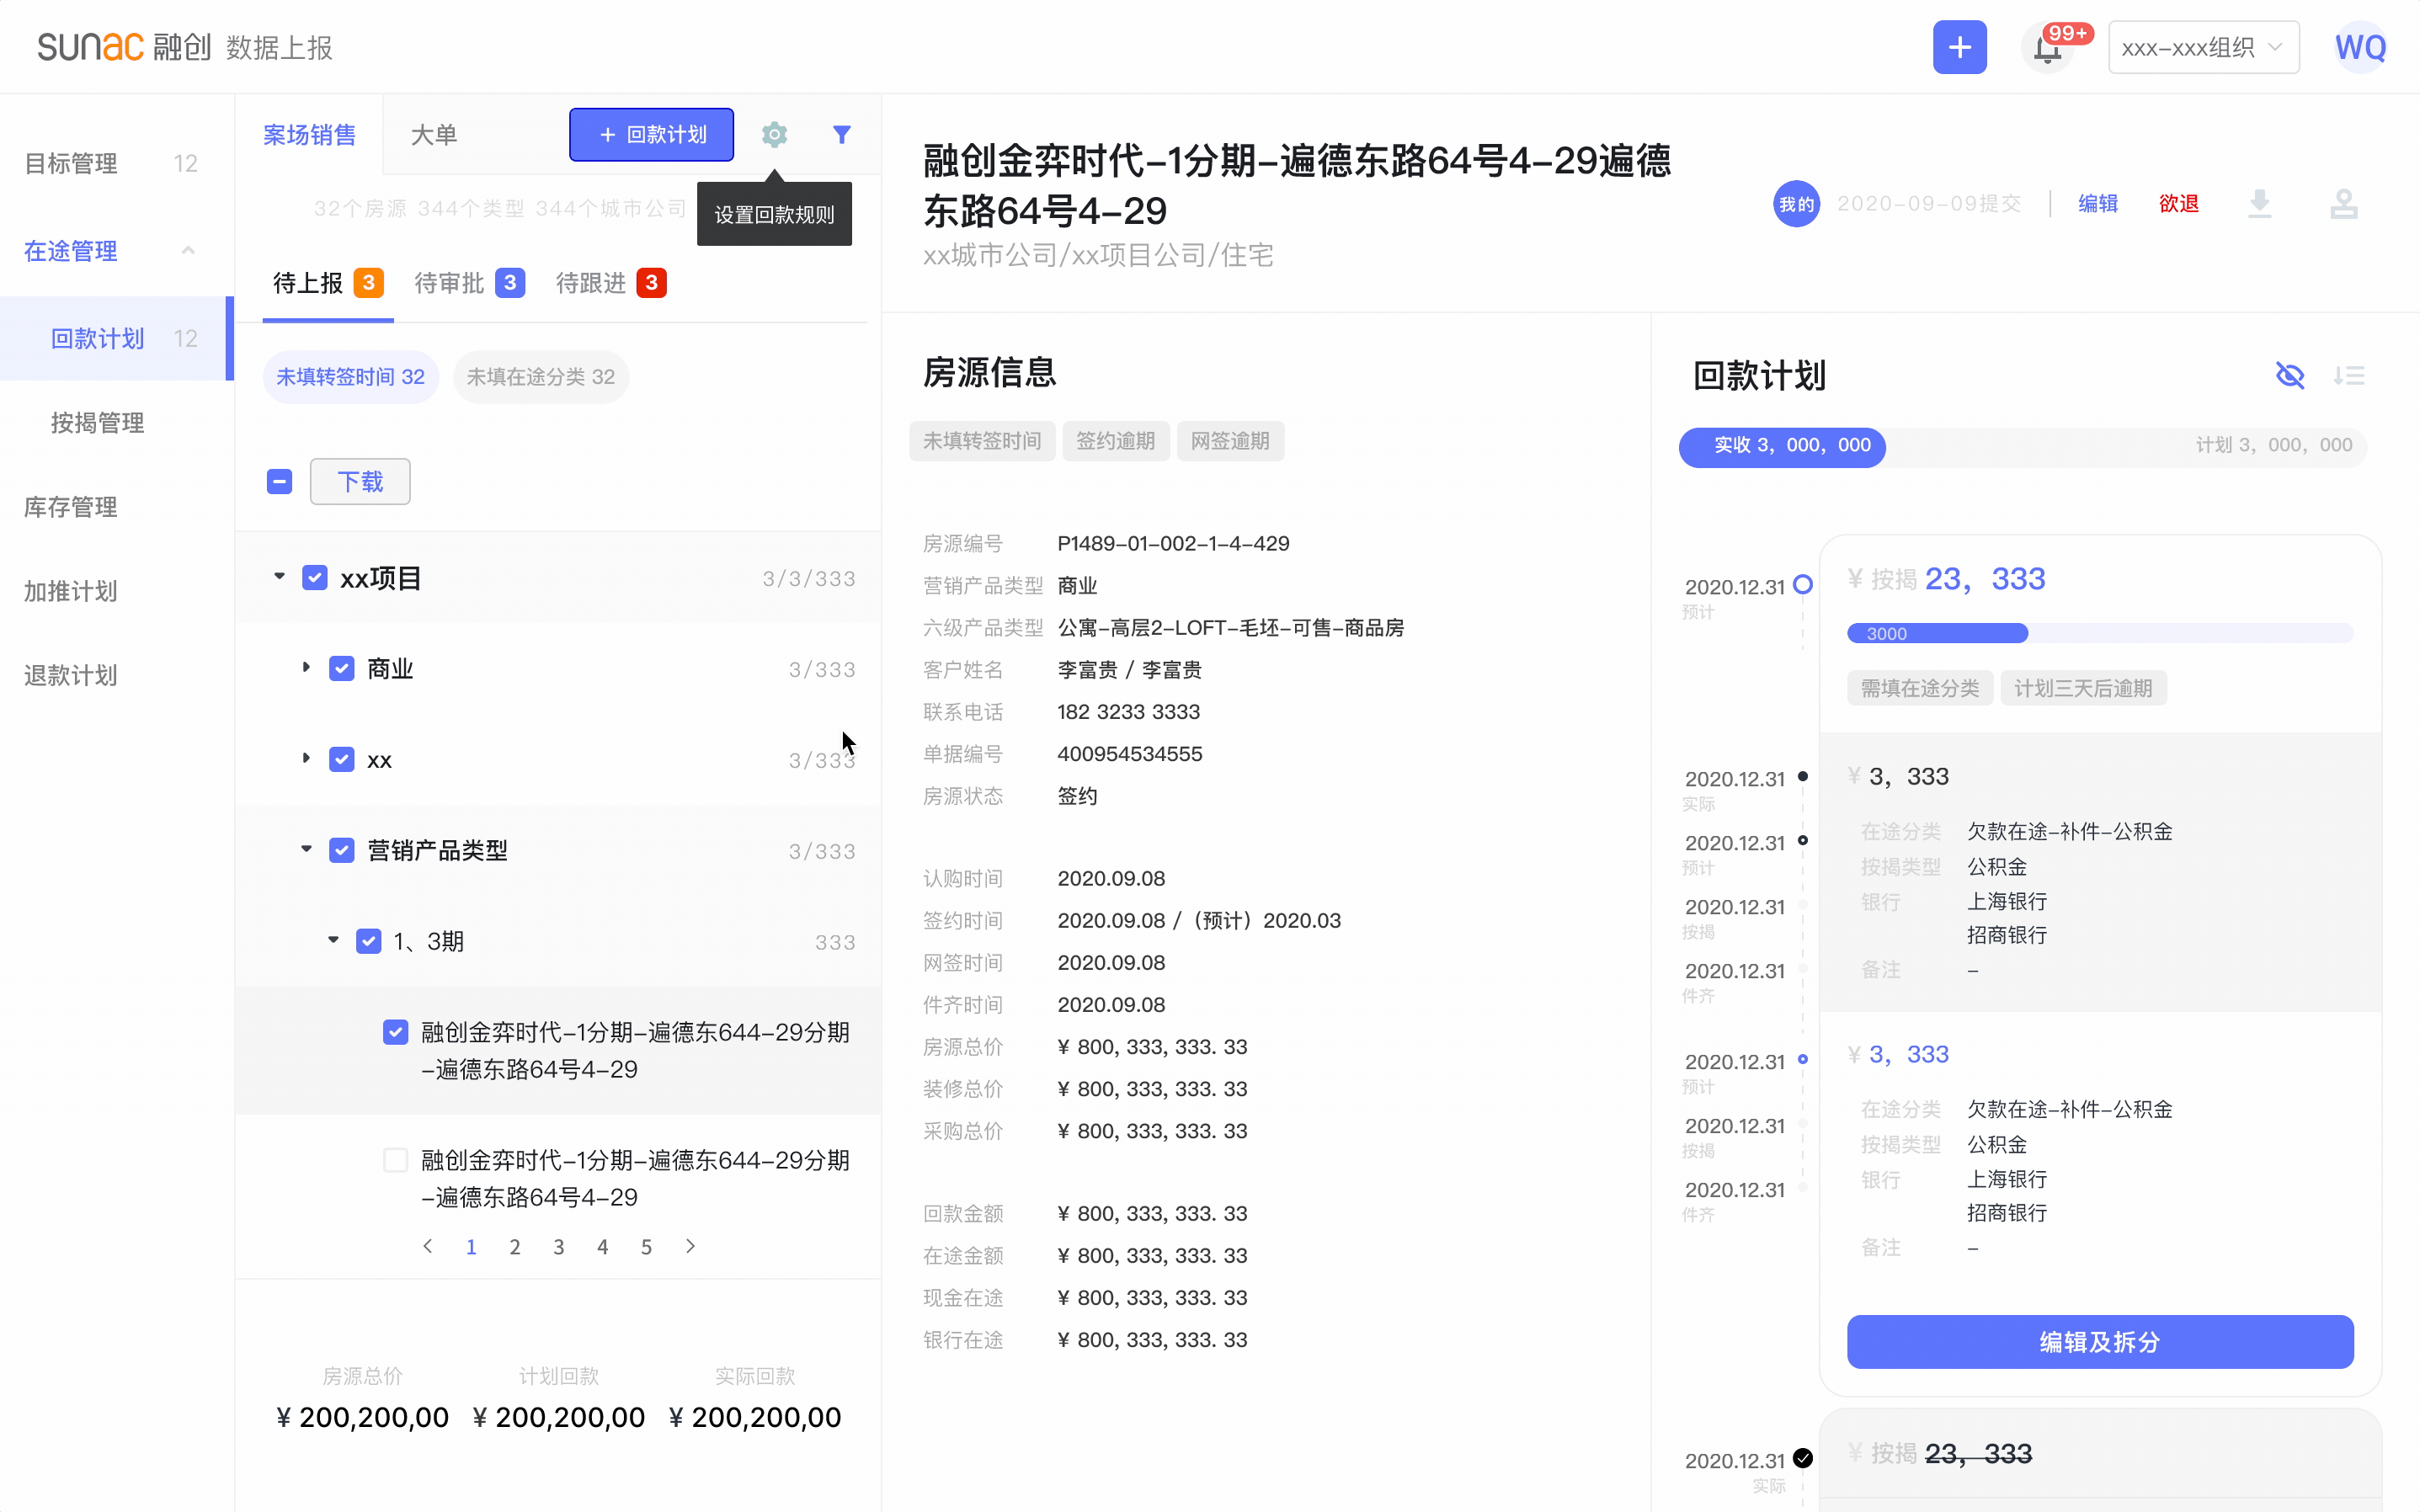 sunac 融创 数据上报
99+
xxx-xxx组织
WQ
目标管理 12
在途管理
回款计划 12
按揭管理
库存管理
加推计划
退款计划
案场销售
大单
+ 回款计划
32个房源 344个类型 344个城市公司
设置回款规则
待上报 3
待审批 3
待跟进 3
未填转签时间 32
未填在途分类 32
下载
xx项目 3/3/333
商业 3/333
xx 3/333
营销产品类型 3/333
1、3期 333
融创金弈时代-1分期-遍德东644-29分期
-遍德东路64号4-29
融创金弈时代-1分期-遍德东644-29分期
-遍德东路64号4-29
1 2 3 4 5
房源总价 计划回款 实际回款
¥ 200,200,00 ¥ 200,200,00 ¥ 200,200,00
融创金弈时代-1分期-遍德东路64号4-29遍德
东路64号4-29
xx城市公司/xx项目公司/住宅
我的
2020-09-09提交
编辑
欲退
房源信息
未填转签时间 签约逾期 网签逾期
房源编号 P1489-01-002-1-4-429
营销产品类型 商业
六级产品类型 公寓-高层2-LOFT-毛坯-可售-商品房
客户姓名 李富贵 / 李富贵
联系电话 182 3233 3333
单据编号 400954534555
房源状态 签约
认购时间 2020.09.08
签约时间 2020.09.08 /（预计）2020.03
网签时间 2020.09.08
件齐时间 2020.09.08
房源总价 ¥ 800, 333, 333. 33
装修总价 ¥ 800, 333, 333. 33
采购总价 ¥ 800, 333, 333. 33
回款金额 ¥ 800, 333, 333. 33
在途金额 ¥ 800, 333, 333. 33
现金在途 ¥ 800, 333, 333. 33
银行在途 ¥ 800, 333, 333. 33
回款计划
实收 3，000，000
计划 3，000，000
2020.12.31
预计
¥ 按揭 23，333
3000
需填在途分类 计划三天后逾期
2020.12.31
实际
2020.12.31
预计
2020.12.31
按揭
2020.12.31
件齐
¥ 3，333
在途分类 欠款在途-补件-公积金
按揭类型 公积金
银行 上海银行
招商银行
备注 -
2020.12.31
预计
2020.12.31
按揭
2020.12.31
件齐
¥ 3，333
在途分类 欠款在途-补件-公积金
按揭类型 公积金
银行 上海银行
招商银行
备注 -
编辑及拆分
2020.12.31
实际
¥ 按揭 23，333